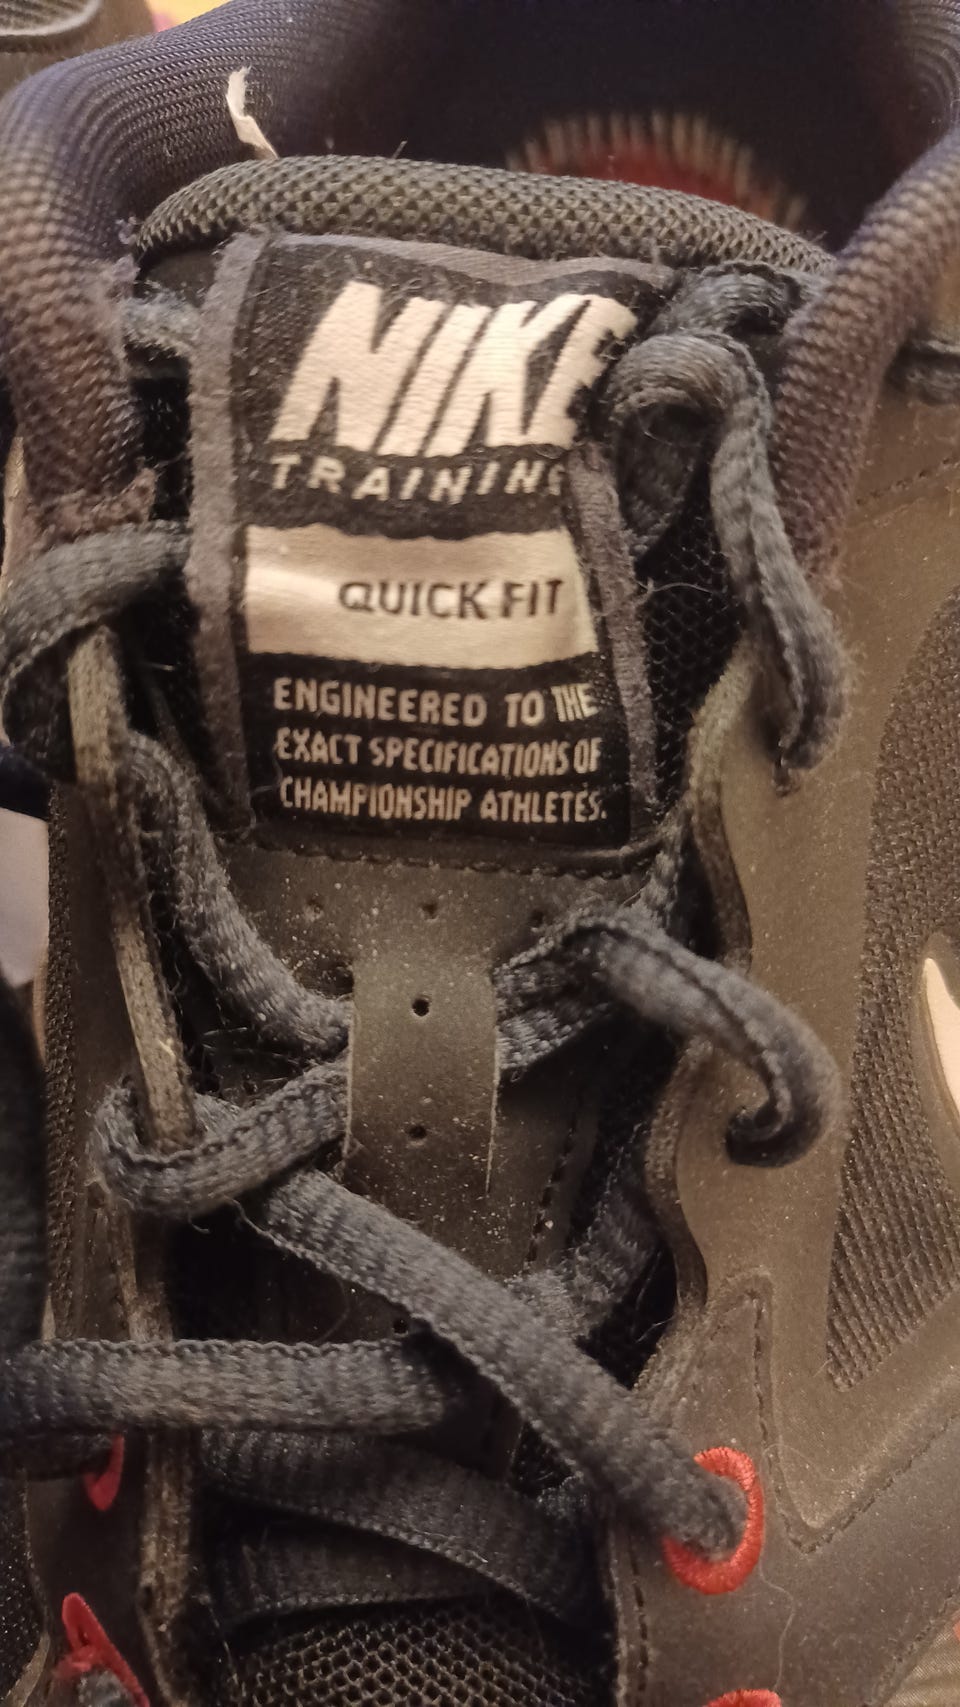 NIKE
TRAINING
QUICK FIT
ENGINEERED TO THE
EXACT SPECIFICATIONS OF
CHAMPIONSHIP ATHLETES.